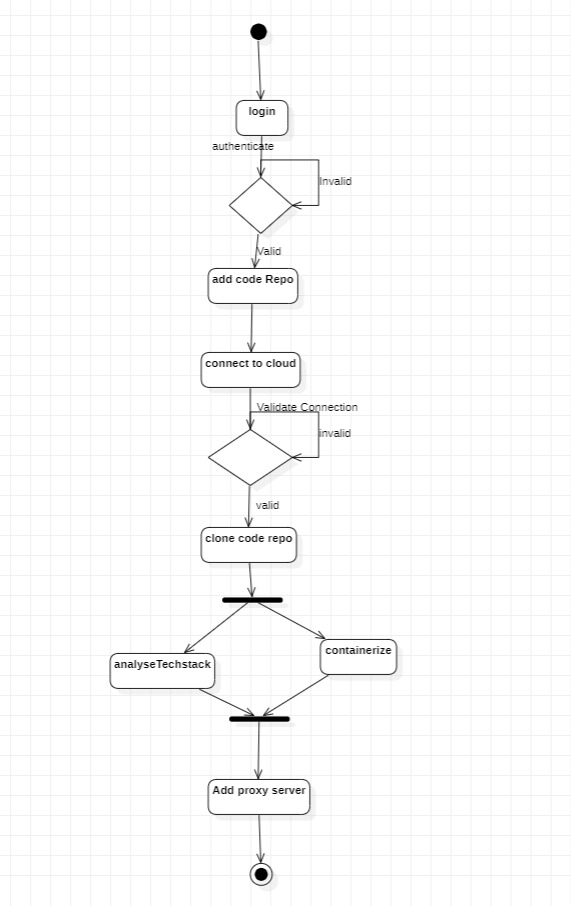 login
authenticate
Invalid
Valid
add code Repo
connect to cloud
Validate Connection
invalid
valid
clone code repo
containerize
analyseTechstack
Add proxy server